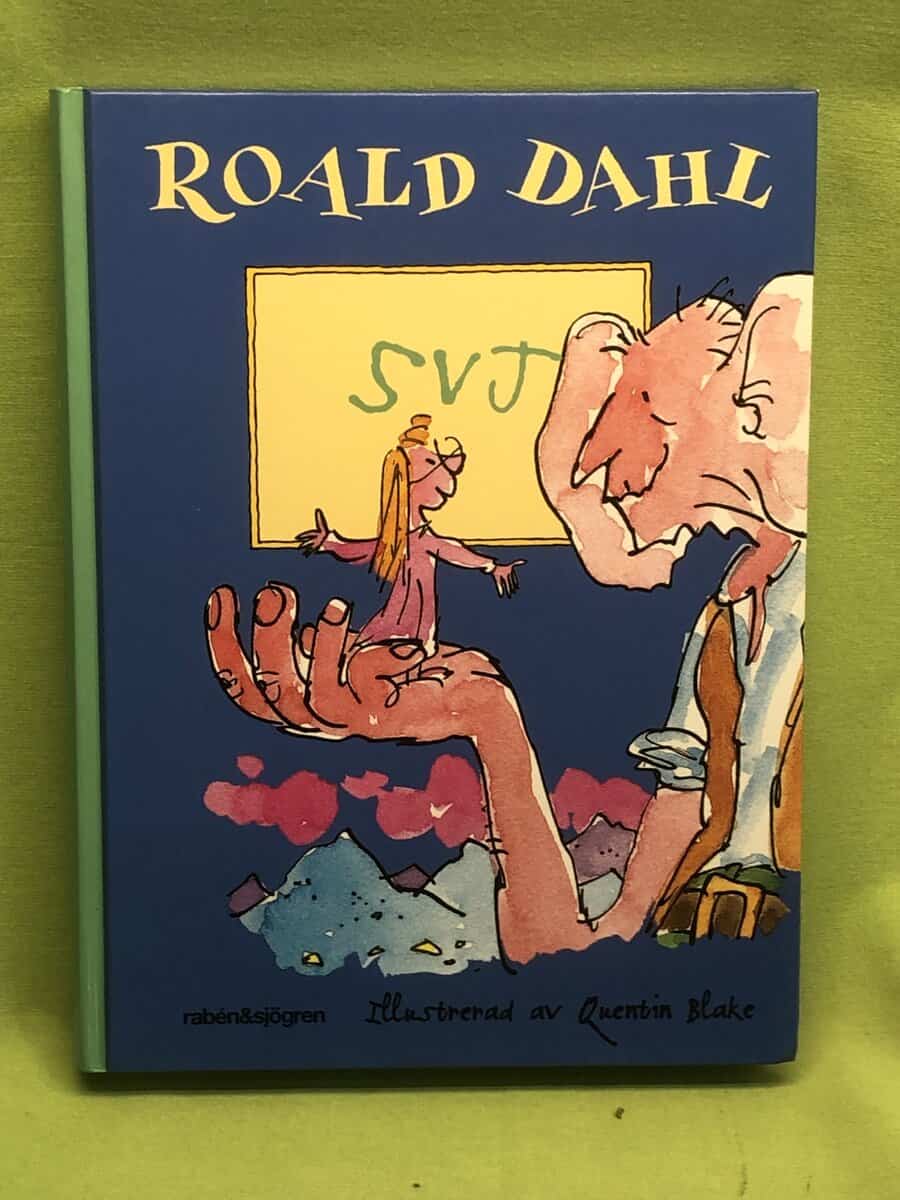 ROALD DAHL
SVJ
rabén&sjögren Illustrerad av Quentin Blake